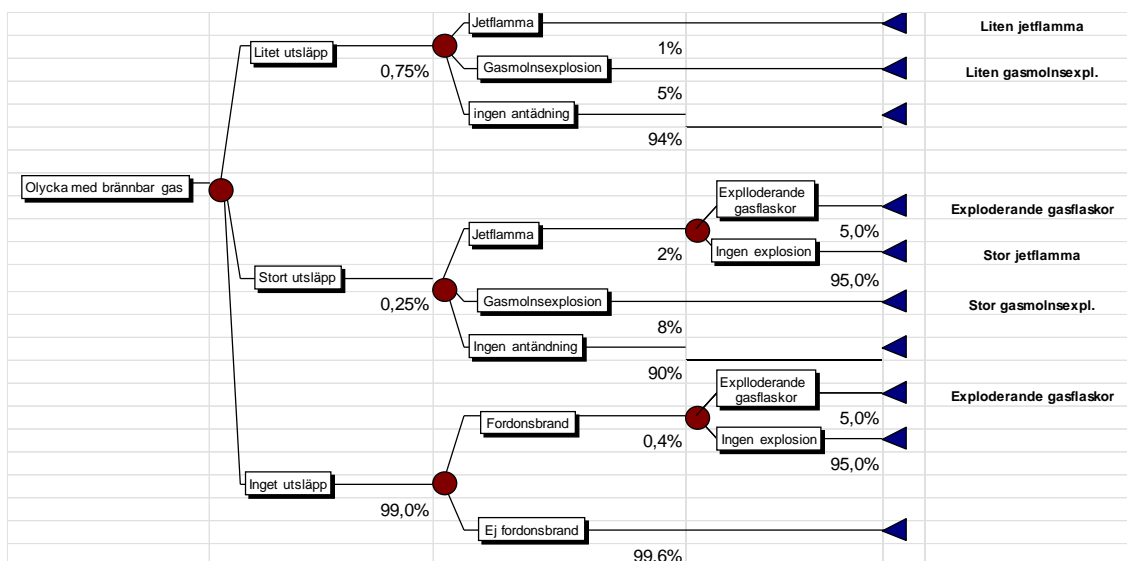 Jetflamma
Liten jetflamma
Litet utsläpp
1%
0,75%
Gasmolnsexplosion
Liten gasmolnsexpl.
5%
ingen antädning
94%
Olycka med brännbar gas
Explloderande
gasflaskor
Exploderande gasflaskor
5,0%
Jetflamma
2%
Ingen explosion
Stor jetflamma
95,0%
Stort utsläpp
0,25%
Gasmolnsexplosion
Stor gasmolnsexpl.
8%
Ingen antändning
90%
Explloderande
gasflaskor
Exploderande gasflaskor
5,0%
Fordonsbrand
0,4%
Ingen explosion
95,0%
Inget utsläpp
99,0%
Ej fordonsbrand
99,6%